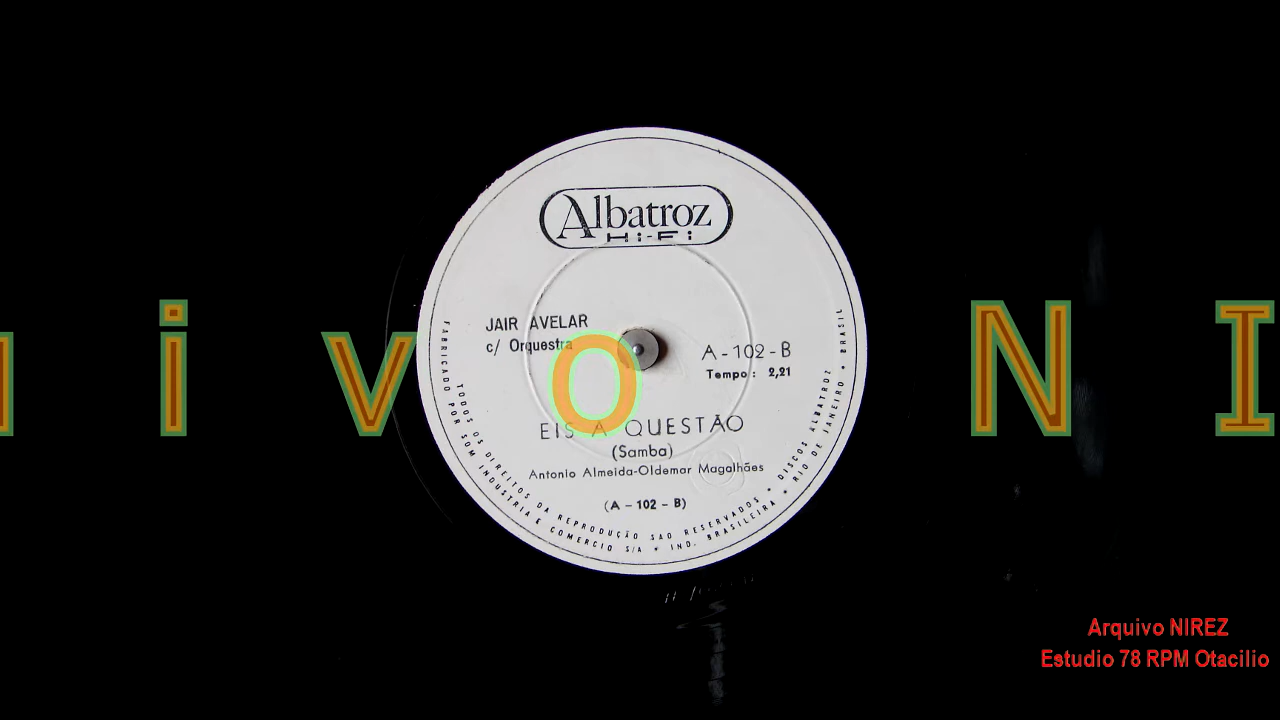 Albatroz
Hi-Fi
JAIR AVELAR
c/ Orquestra
A-102-B
Tempo: 2,21
EIS A QUESTÃO
(Samba)
Antonio Almeida-Oldemar Magalhães
(A - 102 - B)
TODOS OS DIREITOS DA REPRODUÇÃO SAO RESERVADOS • DISCOS ALBATROZ
FABRICADO POR SOM INDUSTRIA E COMERCIO S/A • IND. BRASILEIRA • RIO DE JANEIRO • BRASIL
i v o N I
Arquivo NIREZ
Estudio 78 RPM Otacilio